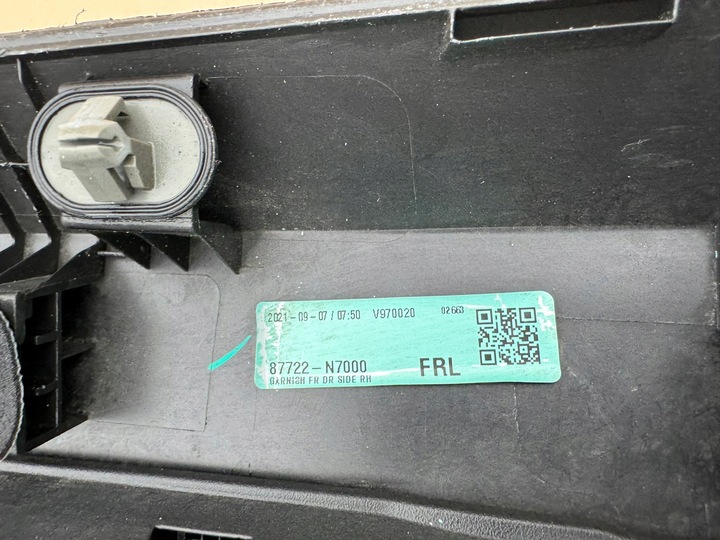 2021-09-07/07:50 V970020 02663
87722-N7000 FRL
GARNISH FR DR SIDE RH